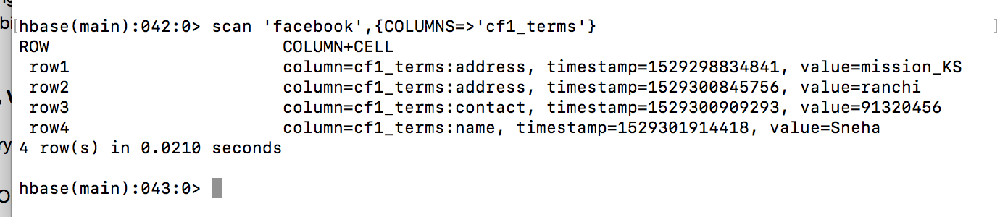 hbase(main):042:0> scan 'facebook',{COLUMNS=>'cf1_terms'}
ROW COLUMN+CELL
row1 column=cf1_terms:address, timestamp=1529298834841, value=mission_KS
row2 column=cf1_terms:address, timestamp=1529300845756, value=ranchi
row3 column=cf1_terms:contact, timestamp=1529300909293, value=91320456
row4 column=cf1_terms:name, timestamp=1529301914418, value=Sneha
4 row(s) in 0.0210 seconds
hbase(main):043:0>